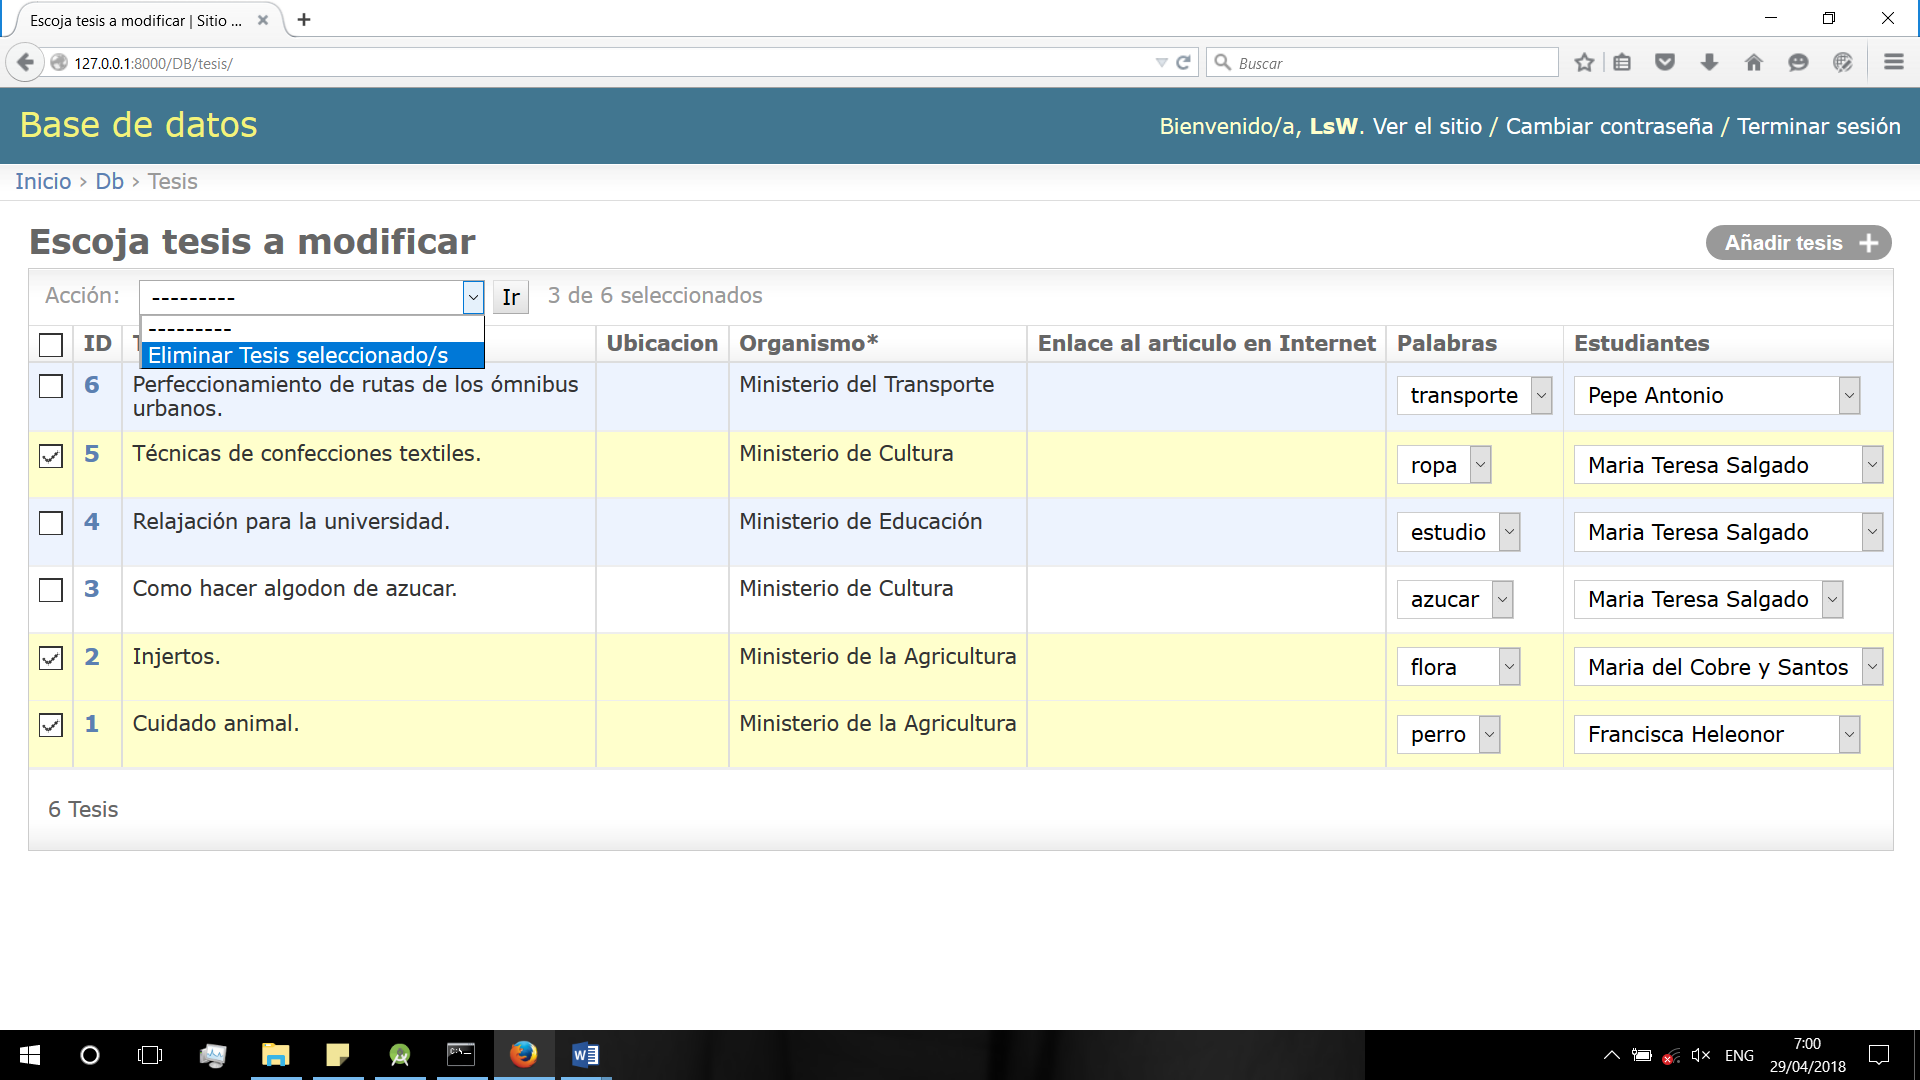 Escoja tesis a modificar | Sitio ...
127.0.0.1:8000/DB/tesis/
Buscar
Base de datos
Bienvenido/a, LsW. Ver el sitio / Cambiar contraseña / Terminar sesión
Inicio › Db › Tesis
Escoja tesis a modificar
Añadir tesis +
Acción: --------- Ir 3 de 6 seleccionados
---------
Eliminar Tesis seleccionado/s
ID Ubicacion Organismo* Enlace al articulo en Internet Palabras Estudiantes
6 Perfeccionamiento de rutas de los ómnibus urbanos. Ministerio del Transporte transporte Pepe Antonio
5 Técnicas de confecciones textiles. Ministerio de Cultura ropa Maria Teresa Salgado
4 Relajación para la universidad. Ministerio de Educación estudio Maria Teresa Salgado
3 Como hacer algodon de azucar. Ministerio de Cultura azucar Maria Teresa Salgado
2 Injertos. Ministerio de la Agricultura flora Maria del Cobre y Santos
1 Cuidado animal. Ministerio de la Agricultura perro Francisca Heleonor
6 Tesis
ENG
7:00
29/04/2018